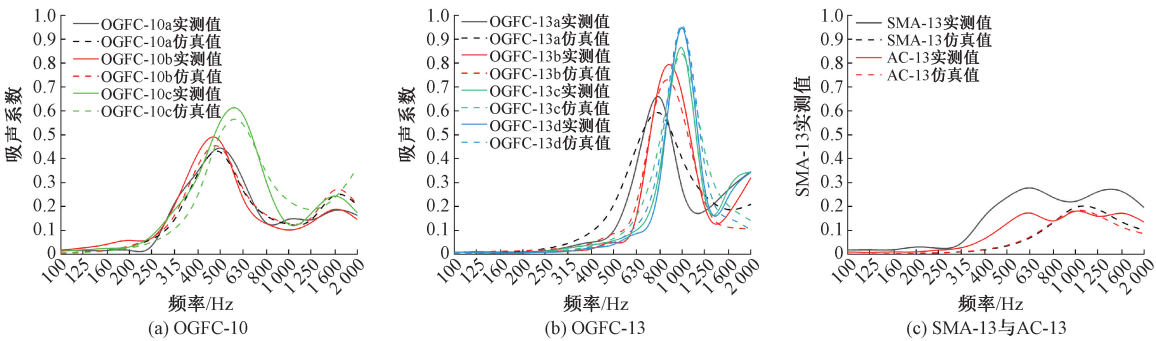 1.0
0.9
0.8
0.7
0.6
0.5
0.4
0.3
0.2
0.1
0
吸声系数
OGFC-10a实测值
OGFC-10a仿真值
OGFC-10b实测值
OGFC-10b仿真值
OGFC-10c实测值
OGFC-10c仿真值
100 125 160 200 250 315 400 500 630 800 1 000 1 250 1 600 2 000
频率/Hz
(a) OGFC-10
1.0
0.9
0.8
0.7
0.6
0.5
0.4
0.3
0.2
0.1
0
吸声系数
OGFC-13a实测值
OGFC-13a仿真值
OGFC-13b实测值
OGFC-13b仿真值
OGFC-13c实测值
OGFC-13c仿真值
OGFC-13d实测值
OGFC-13d仿真值
100 125 160 200 250 315 400 500 630 800 1 000 1 250 1 600 2 000
频率/Hz
(b) OGFC-13
1.0
0.9
0.8
0.7
0.6
0.5
0.4
0.3
0.2
0.1
0
SMA-13实测值
SMA-13实测值
SMA-13仿真值
AC-13实测值
AC-13仿真值
100 125 160 200 250 315 400 500 630 800 1 000 1 250 1 600 2 000
频率/Hz
(c) SMA-13与AC-13